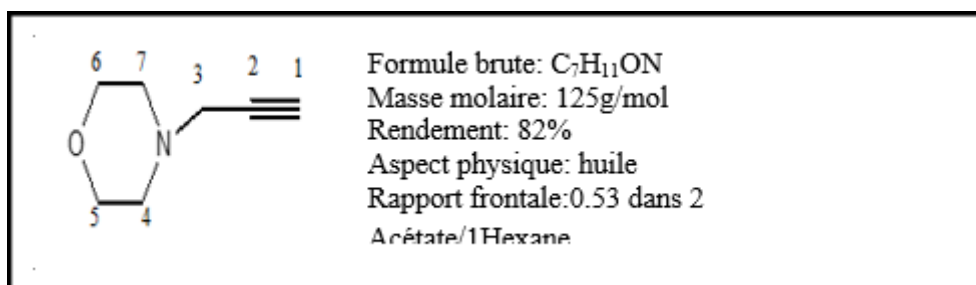 6 7 3 2 1
O N
5 4
Formule brute: C₇H₁₁ON
Masse molaire: 125g/mol
Rendement: 82%
Aspect physique: huile
Rapport frontale:0.53 dans 2
Acétate/1Hexane